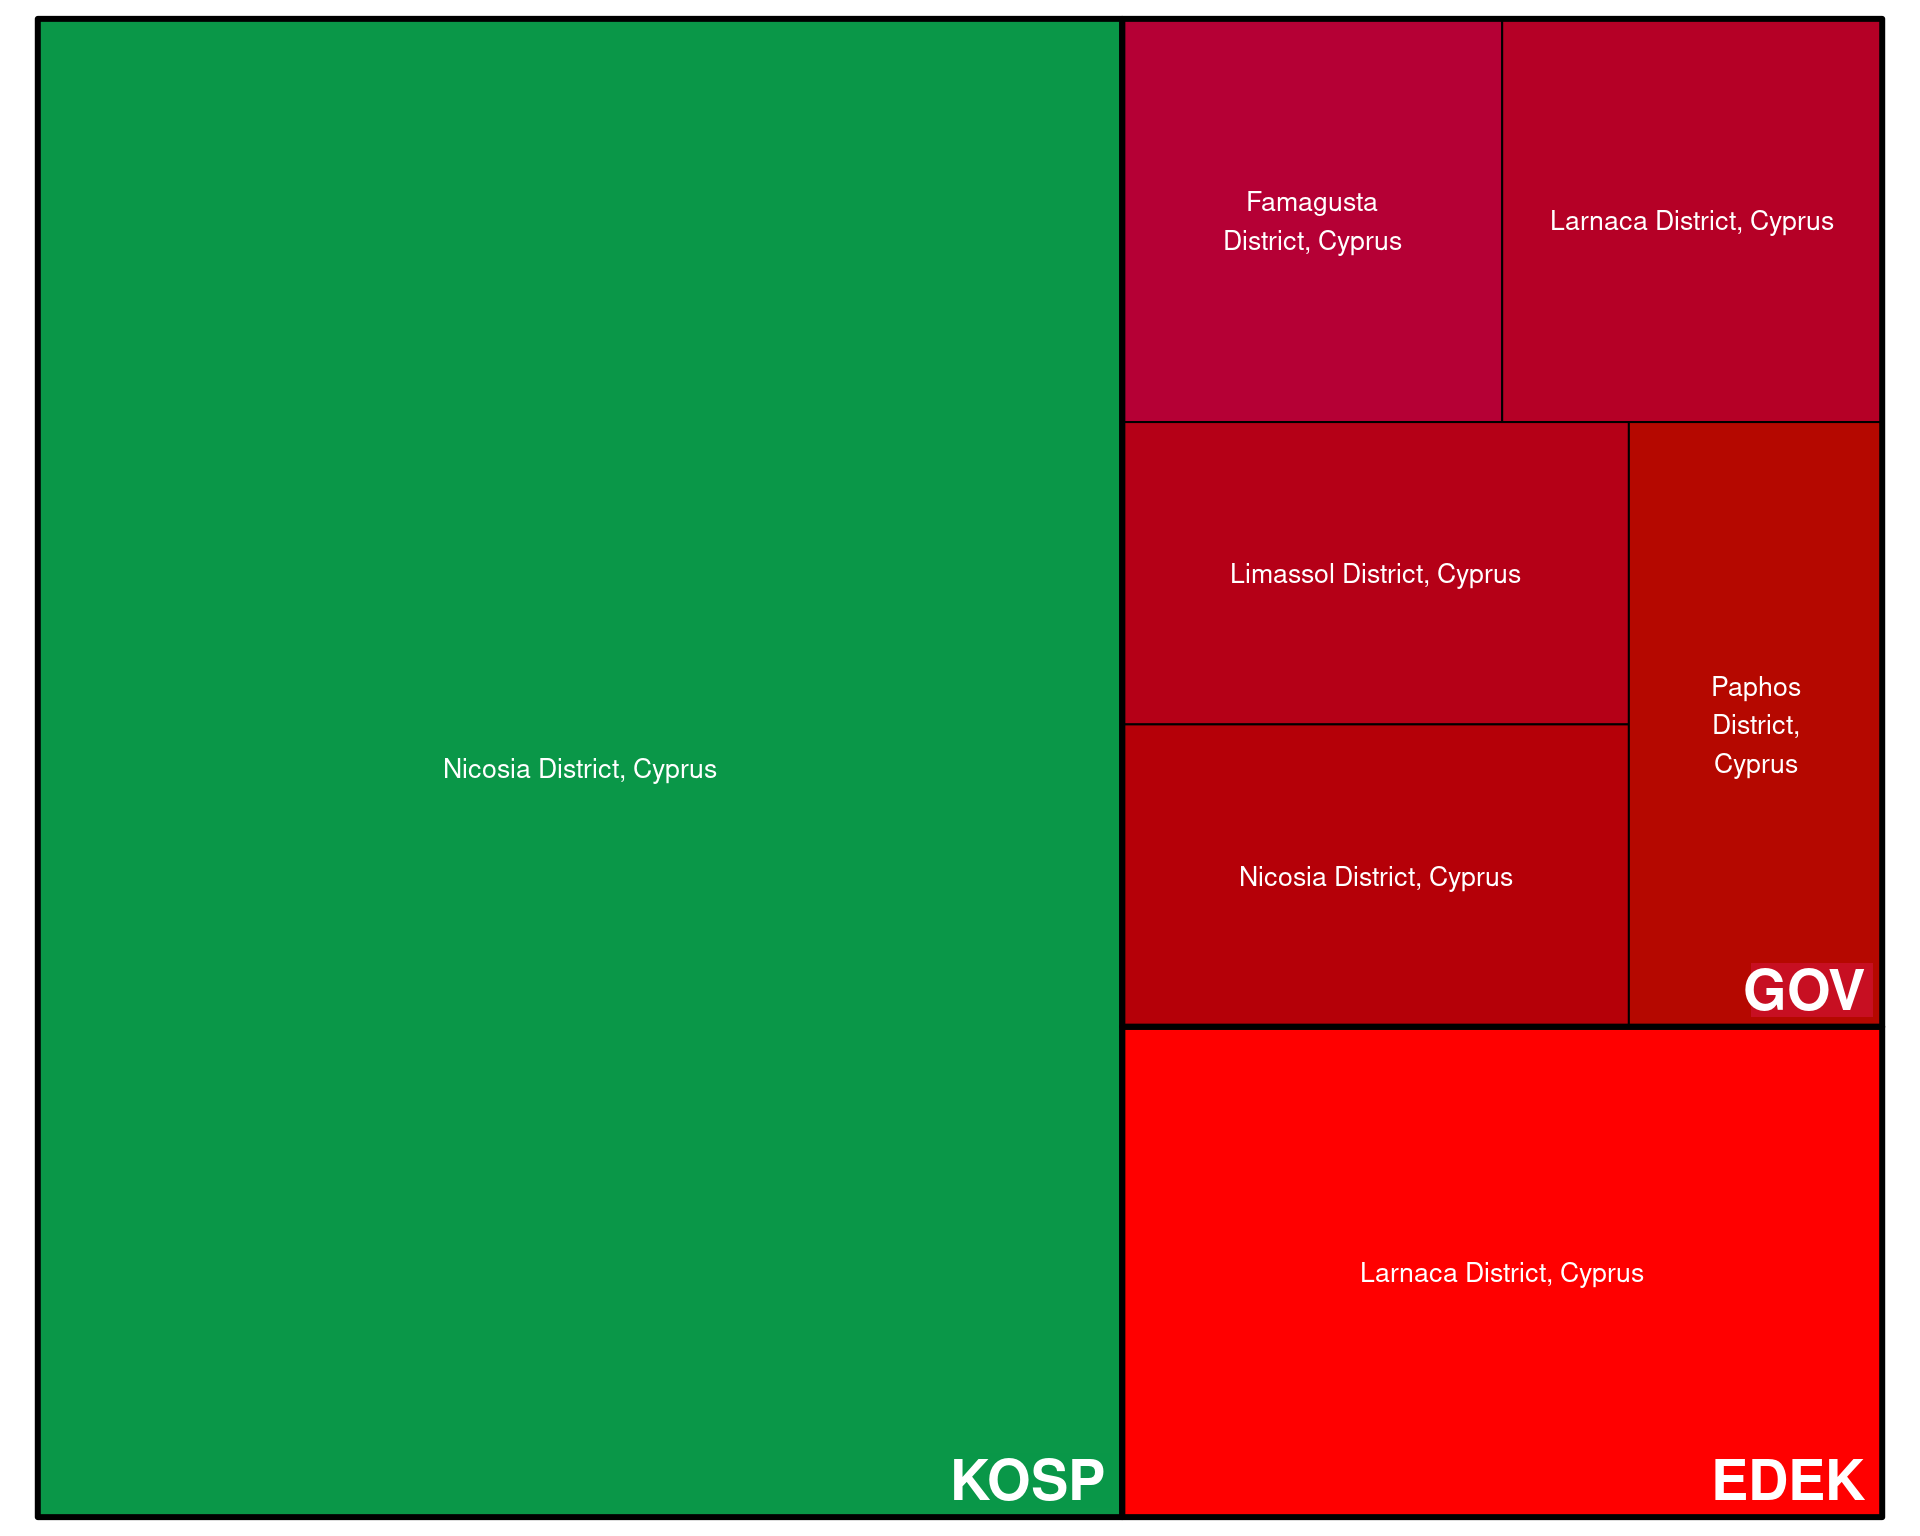 Nicosia District, Cyprus
KOSP
Famagusta
District, Cyprus
Larnaca District, Cyprus
Limassol District, Cyprus
Nicosia District, Cyprus
Paphos
District,
Cyprus
GOV
Larnaca District, Cyprus
EDEK